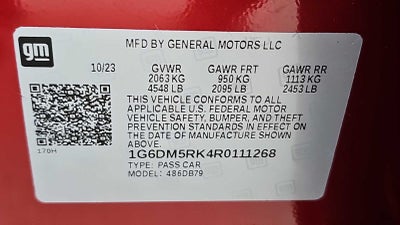 gm
MFD BY GENERAL MOTORS LLC
10/23 GVWR GAWR FRT GAWR RR
2063 KG 950 KG 1113 KG
4548 LB 2095 LB 2453 LB
THIS VEHICLE CONFORMS TO ALL
APPLICABLE U.S. FEDERAL MOTOR
VEHICLE SAFETY, BUMPER, AND THEFT
PREVENTION STANDARDS IN EFFECT ON
THE DATE OF MANUFACTURE SHOWN ABOVE.
170H
1G6DM5RK4R0111268
TYPE: PASS CAR
MODEL: 486DB79